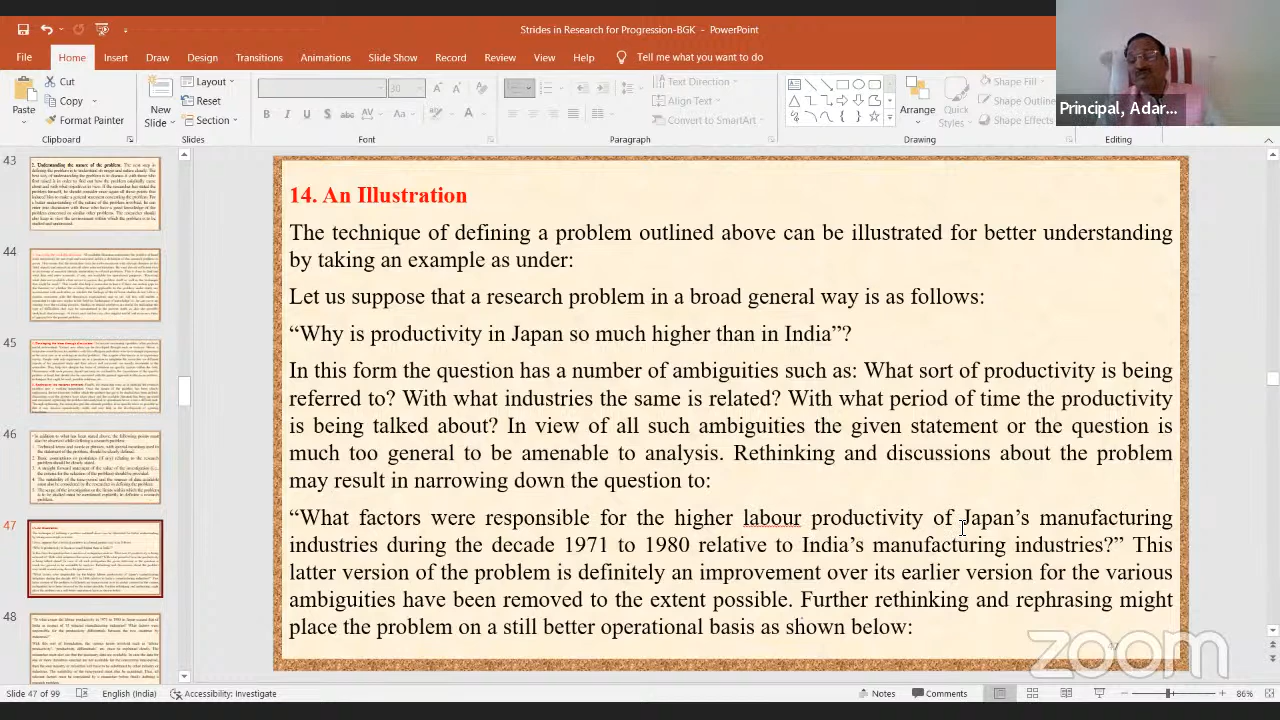 Strides in Research for Progression-BGK - PowerPoint
File Home Insert Draw Design Transitions Animations Slide Show Record Review View Help Tell me what you want to do
Paste
Cut
Copy
Format Painter
Clipboard
New
Slide
Layout
Reset
Section
Slides
30
Font
Text Direction
Align Text
Convert to SmartArt
Paragraph
Arrange
Quick
Styles
Shape Fill
Shape Outline
Shape Effects
Drawing
Editing
Principal, Adar...
43
44
45
46
47
48
14. An Illustration
The technique of defining a problem outlined above can be illustrated for better understanding
by taking an example as under:
Let us suppose that a research problem in a broad general way is as follows:
“Why is productivity in Japan so much higher than in India”?
In this form the question has a number of ambiguities such as: What sort of productivity is being
referred to? With what industries the same is related? With what period of time the productivity
is being talked about? In view of all such ambiguities the given statement or the question is
much too general to be amenable to analysis. Rethinking and discussions about the problem
may result in narrowing down the question to:
“What factors were responsible for the higher labour productivity of Japan’s manufacturing
industries during the decade 1971 to 1980 relative to India’s manufacturing industries?” This
latter version of the problem is definitely an improvement over its earlier version for the various
ambiguities have been removed to the extent possible. Further rethinking and rephrasing might
place the problem on a still better operational basis as shown below:
47
zoom
Slide 47 of 99 English (India) Accessibility: Investigate Notes Comments 86%